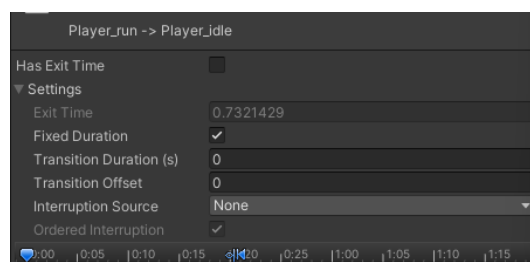 Player_run -> Player_idle
Has Exit Time
Settings
Exit Time 0.7321429
Fixed Duration
Transition Duration (s) 0
Transition Offset 0
Interruption Source None
Ordered Interruption
0:05 0:10 0:15 0:25 1:00 1:05 1:10 1:15